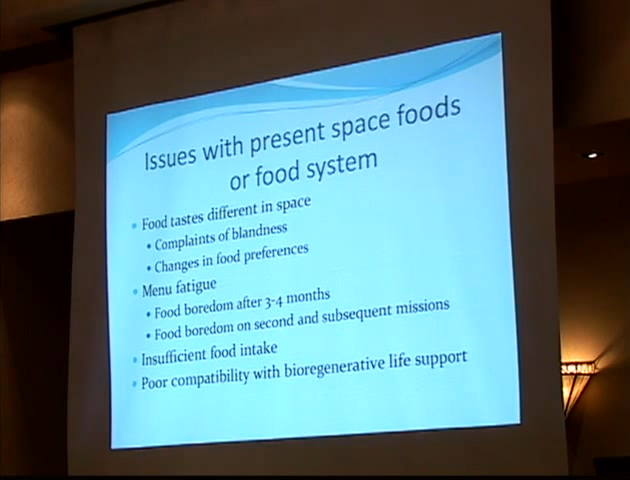 Issues with present space foods
or food system
• Food tastes different in space
• Complaints of blandness
• Changes in food preferences
• Menu fatigue
• Food boredom after 3-4 months
• Food boredom on second and subsequent missions
• Insufficient food intake
• Poor compatibility with bioregenerative life support